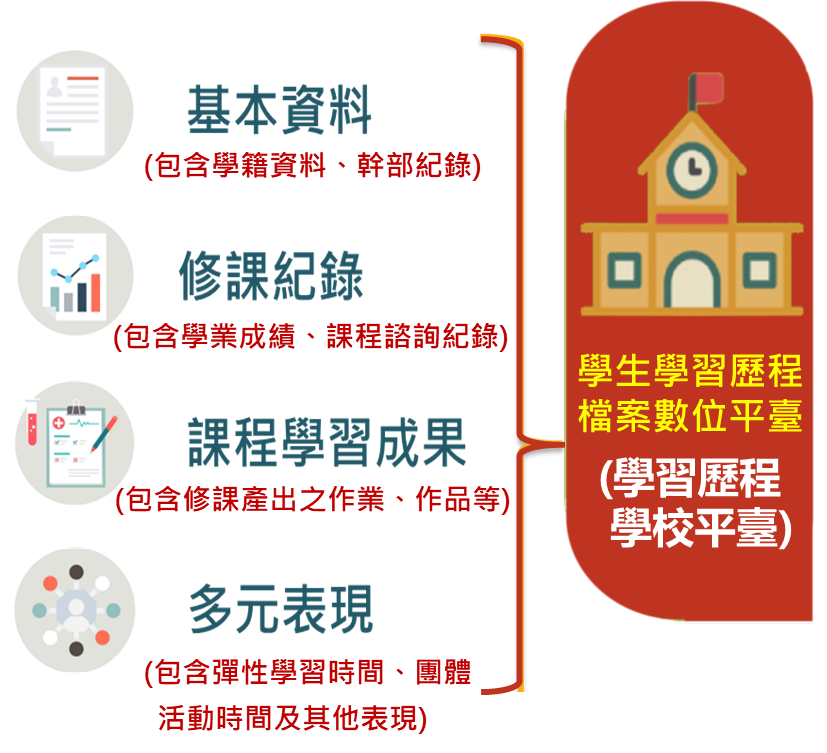 基本資料
(包含學籍資料、幹部紀錄)
修課紀錄
(包含學業成績、課程諮詢紀錄)
課程學習成果
(包含修課產出之作業、作品等)
多元表現
(包含彈性學習時間、團體
活動時間及其他表現)
學生學習歷程
檔案數位平臺
(學習歷程
學校平臺)